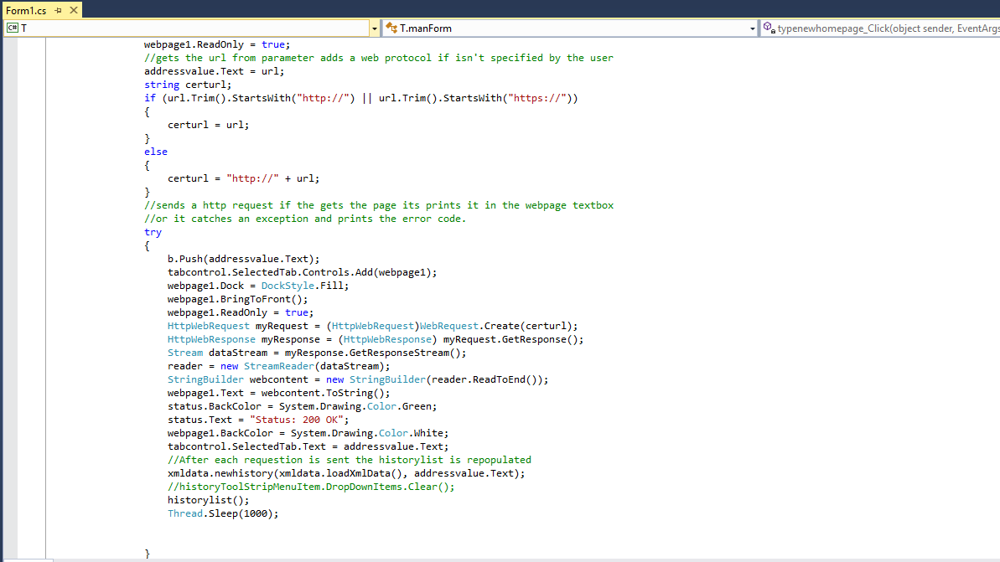 Form1.cs
C# T
T.manForm
typenewhomepage_Click(object sender, EventArgs
webpage1.ReadOnly = true;
//gets the url from parameter adds a web protocol if isn't specified by the user
addressvalue.Text = url;
string certurl;
if (url.Trim().StartsWith("http://") || url.Trim().StartsWith("https://"))
{
certurl = url;
}
else
{
certurl = "http://" + url;
}
//sends a http request if the gets the page its prints it in the webpage textbox
//or it catches an exception and prints the error code.
try
{
b.Push(addressvalue.Text);
tabcontrol.SelectedTab.Controls.Add(webpage1);
webpage1.Dock = DockStyle.Fill;
webpage1.BringToFront();
webpage1.ReadOnly = true;
HttpWebRequest myRequest = (HttpWebRequest)WebRequest.Create(certurl);
HttpWebResponse myResponse = (HttpWebResponse) myRequest.GetResponse();
Stream dataStream = myResponse.GetResponseStream();
reader = new StreamReader(dataStream);
StringBuilder webcontent = new StringBuilder(reader.ReadToEnd());
webpage1.Text = webcontent.ToString();
status.BackColor = System.Drawing.Color.Green;
status.Text = "Status: 200 OK";
webpage1.BackColor = System.Drawing.Color.White;
tabcontrol.SelectedTab.Text = addressvalue.Text;
//After each requestion is sent the historylist is repopulated
xmldata.newhistory(xmldata.loadXmlData(), addressvalue.Text);
//historyToolStripMenuItem.DropDownItems.Clear();
historylist();
Thread.Sleep(1000);
}